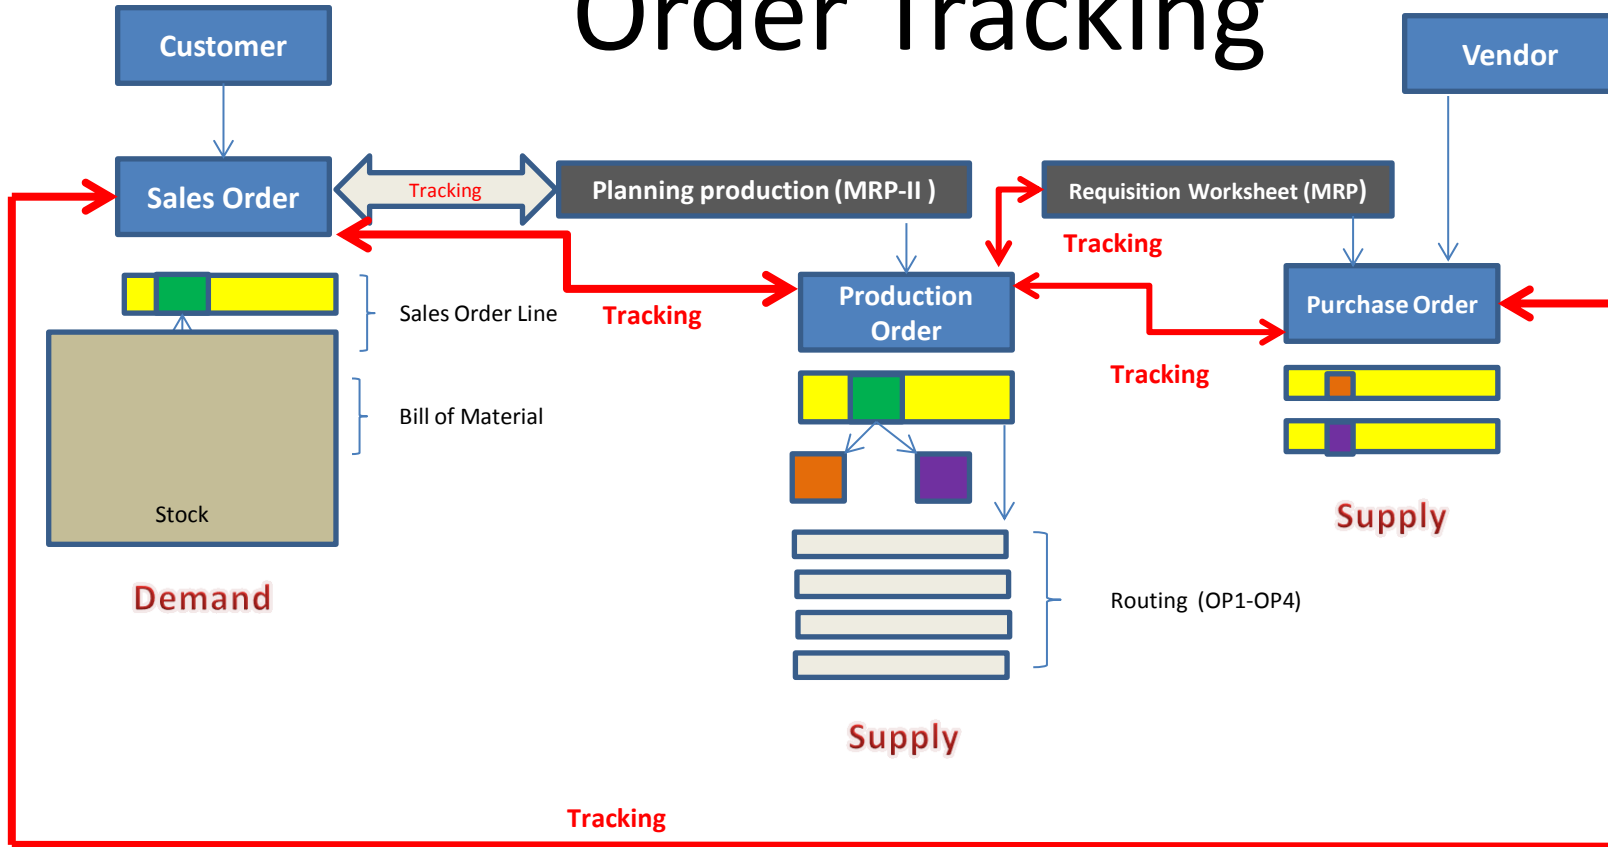 Order Tracking
Customer
Vendor
Sales Order
Tracking
Planning production (MRP-II )
Requisition Worksheet (MRP)
Tracking
Production
Order
Purchase Order
Sales Order Line
Tracking
Tracking
Bill of Material
Stock
Supply
Demand
Routing (OP1-OP4)
Supply
Tracking